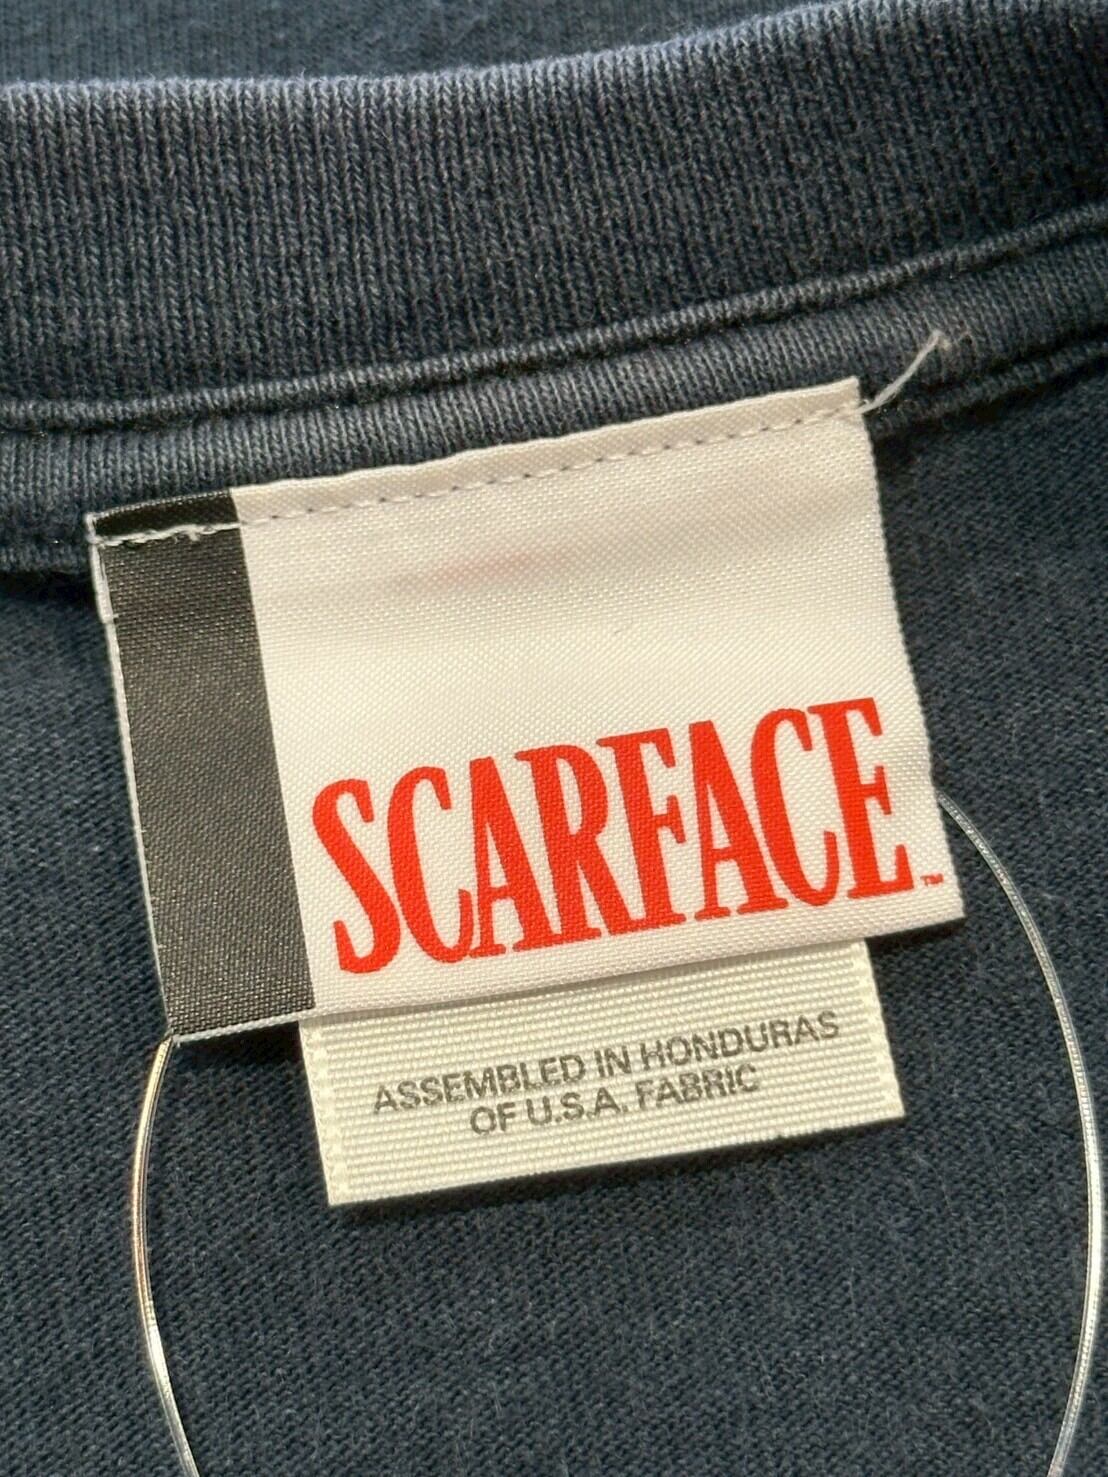 SCARFACE™
ASSEMBLED IN HONDURAS
OF U.S.A. FABRIC